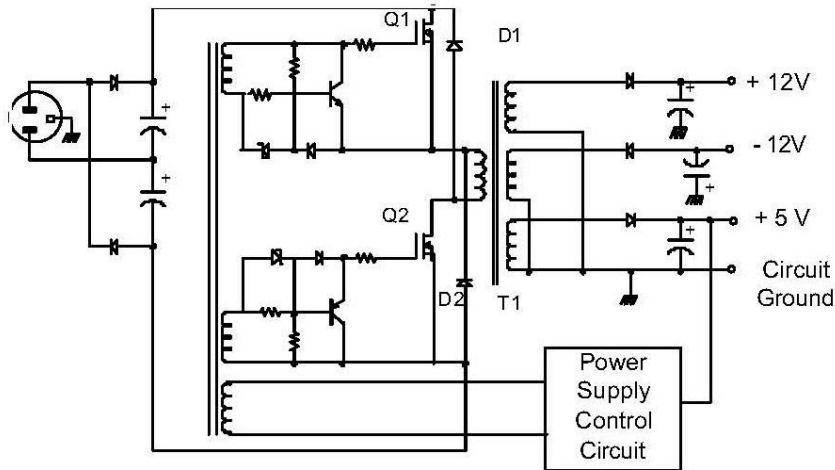 Q1
D1
+ 12V
- 12V
Q2
+ 5 V
D2
T1
Circuit
Ground
Power
Supply
Control
Circuit
+
+
+
+
+